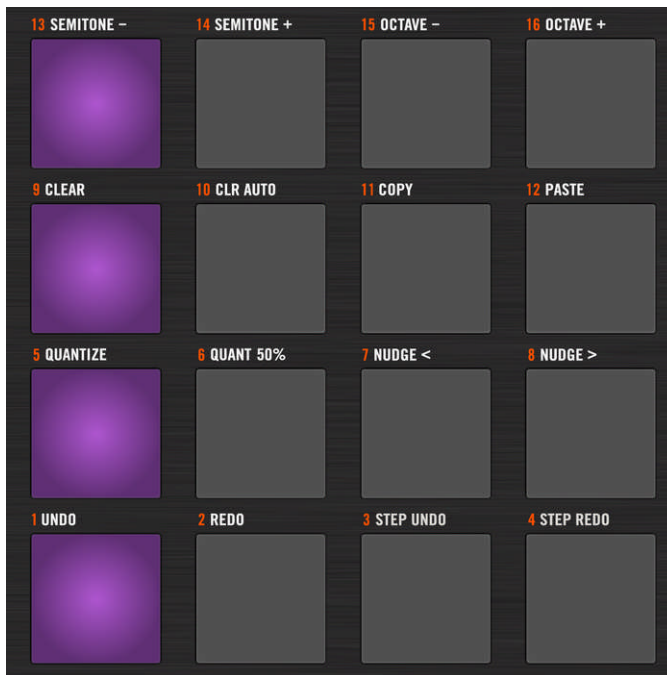 13 SEMITONE –
14 SEMITONE +
15 OCTAVE –
16 OCTAVE +
9 CLEAR
10 CLR AUTO
11 COPY
12 PASTE
5 QUANTIZE
6 QUANT 50%
7 NUDGE <
8 NUDGE >
1 UNDO
2 REDO
3 STEP UNDO
4 STEP REDO